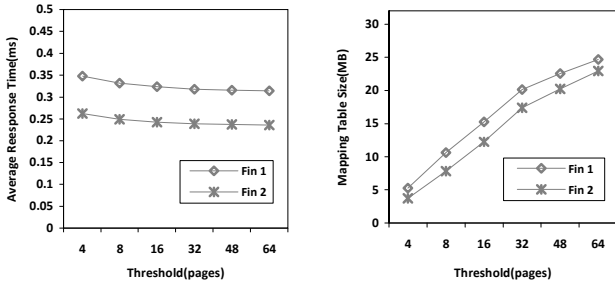 0.5
0.45
0.4
0.35
0.3
0.25
0.2
0.15
0.1
0.05
0
Average Reesponse Time(ms)
Fin 1
Fin 2
4 8 16 32 48 64
Threshold(pages)
30
25
20
15
10
5
0
Mapping Table Size(MB)
Fin 1
Fin 2
4 8 16 32 48 64
Threshold(pages)